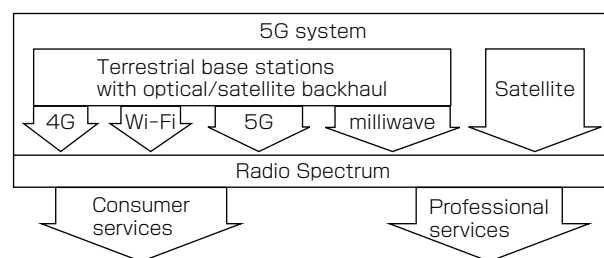 5G system
Terrestrial base stations
with optical/satellite backhaul
Satellite
4G
Wi-Fi
5G
milliwave
Radio Spectrum
Consumer
services
Professional
services